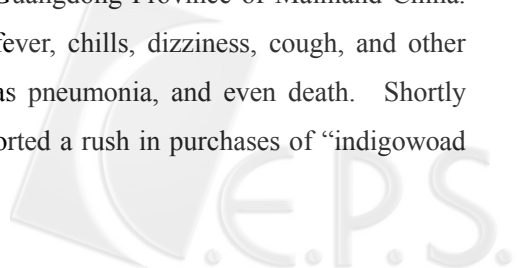 Guangdong Province of Mainland China.
fever, chills, dizziness, cough, and other
as pneumonia, and even death. Shortly
orted a rush in purchases of “indigowoad
C.E.P.S.